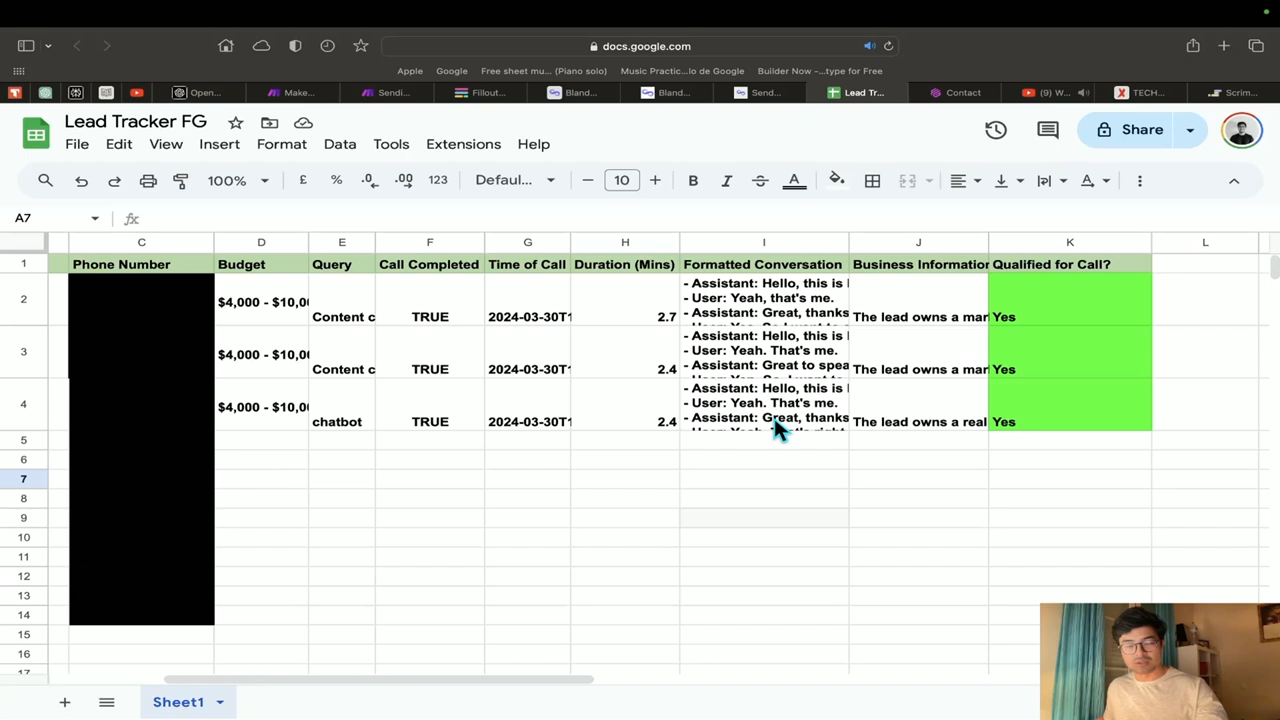 docs.google.com
Apple Google Free sheet mu... (Piano solo) Music Practic...lo de Google Builder Now -...type for Free
Open... Make... Sendi... Fillout... Bland... Bland... Send... Lead Tr... Contact (9) W... TECH... Scrim...
Lead Tracker FG
File Edit View Insert Format Data Tools Extensions Help
Share
100% £ % .0 .00 123 Defaul... 10 B I A
A7 fx
C D E F G H I J K L
1 Phone Number Budget Query Call Completed Time of Call Duration (Mins) Formatted Conversation Business Information Qualified for Call?
- Assistant: Hello, this is
2 $4,000 - $10,0 - User: Yeah, that's me.
Content c TRUE 2024-03-30T1 2.7 - Assistant: Great, thanks The lead owns a mar Yes
- Assistant: Hello, this is
3 $4,000 - $10,0 - User: Yeah. That's me.
Content c TRUE 2024-03-30T1 2.4 - Assistant: Great to spea The lead owns a mar Yes
- Assistant: Hello, this is
4 $4,000 - $10,0 - User: Yeah. That's me.
chatbot TRUE 2024-03-30T1 2.4 - Assistant: Great, thanks The lead owns a real Yes
5
6
7
8
9
10
11
12
13
14
15
16
17
Sheet1